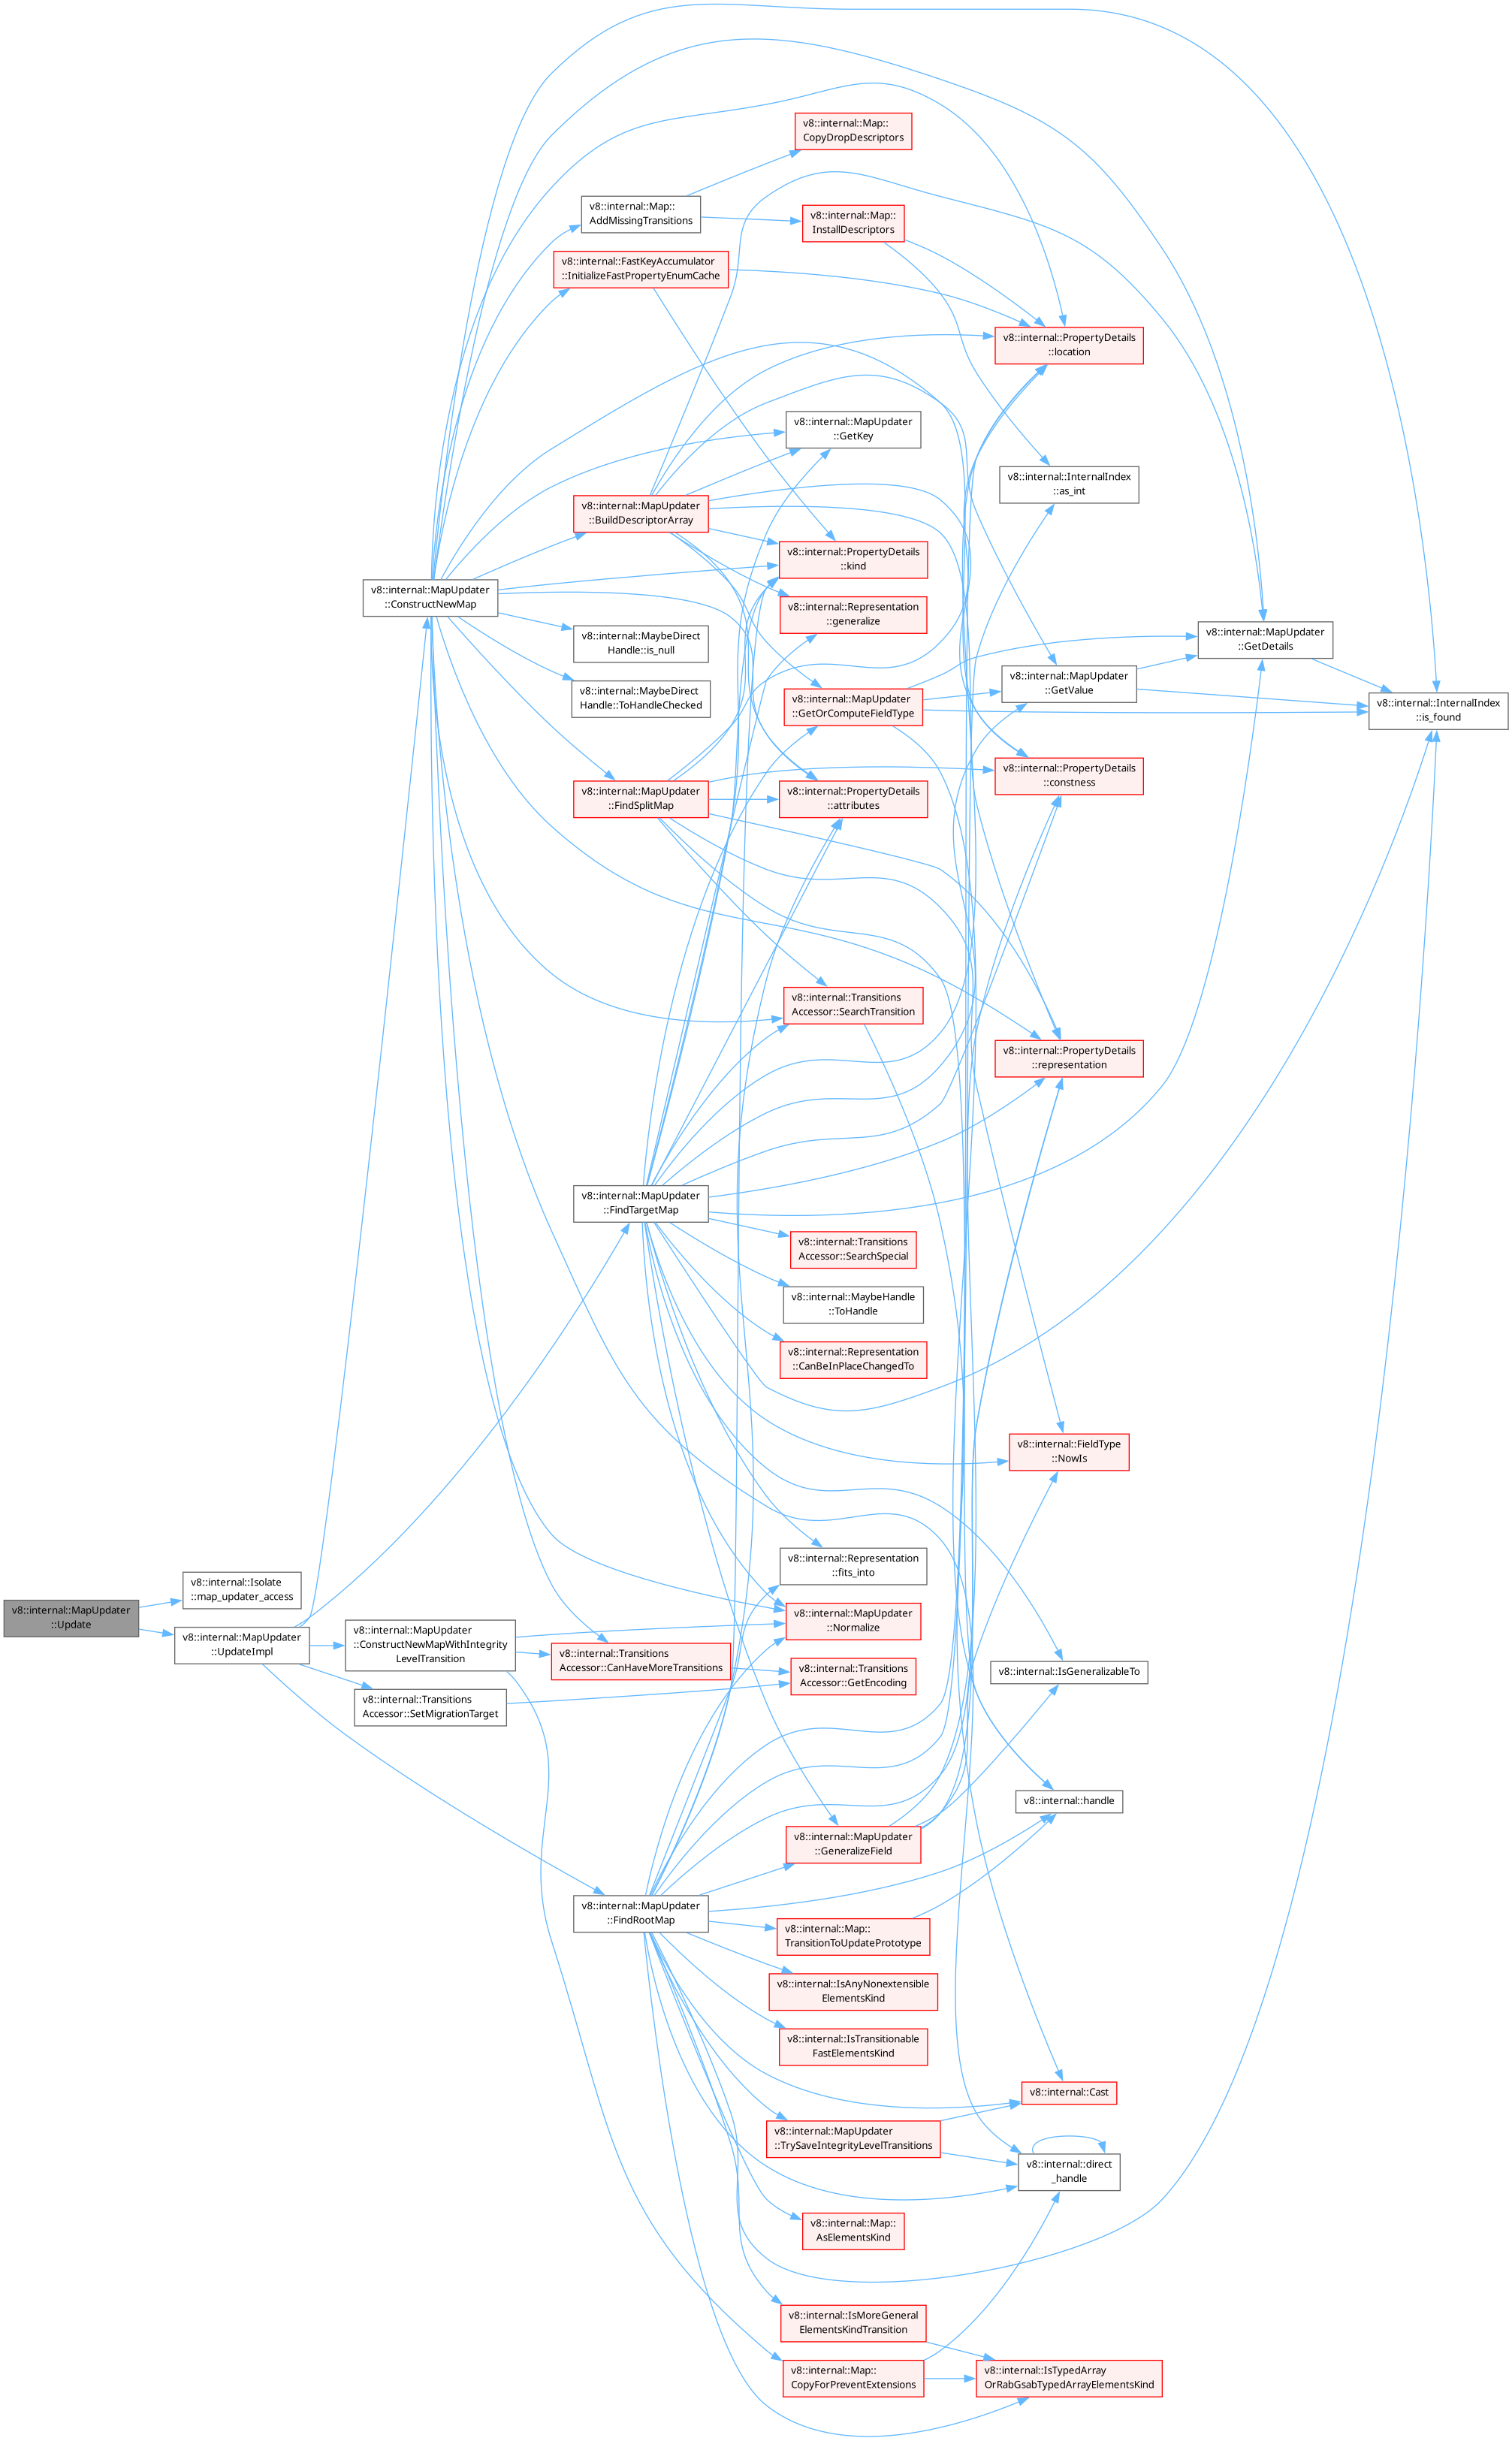 v8::internal::Map::
CopyDropDescriptors
v8::internal::Map::
AddMissingTransitions
v8::internal::Map::
InstallDescriptors
v8::internal::FastKeyAccumulator
::InitializeFastPropertyEnumCache
v8::internal::PropertyDetails
::location
v8::internal::MapUpdater
::GetKey
v8::internal::InternalIndex
::as_int
v8::internal::MapUpdater
::BuildDescriptorArray
v8::internal::PropertyDetails
::kind
v8::internal::MapUpdater
::ConstructNewMap
v8::internal::Representation
::generalize
v8::internal::MaybeDirect
Handle::is_null
v8::internal::MapUpdater
::GetDetails
v8::internal::MaybeDirect
Handle::ToHandleChecked
v8::internal::MapUpdater
::GetOrComputeFieldType
v8::internal::MapUpdater
::GetValue
v8::internal::InternalIndex
::is_found
v8::internal::MapUpdater
::FindSplitMap
v8::internal::PropertyDetails
::attributes
v8::internal::PropertyDetails
::constness
v8::internal::Transitions
Accessor::SearchTransition
v8::internal::PropertyDetails
::representation
v8::internal::MapUpdater
::FindTargetMap
v8::internal::Transitions
Accessor::SearchSpecial
v8::internal::MaybeHandle
::ToHandle
v8::internal::Representation
::CanBeInPlaceChangedTo
v8::internal::FieldType
::NowIs
v8::internal::Representation
::fits_into
v8::internal::Isolate
::map_updater_access
v8::internal::MapUpdater
::Update
v8::internal::MapUpdater
::UpdateImpl
v8::internal::MapUpdater
::ConstructNewMapWithIntegrity
LevelTransition
v8::internal::MapUpdater
::Normalize
v8::internal::Transitions
Accessor::CanHaveMoreTransitions
v8::internal::Transitions
Accessor::GetEncoding
v8::internal::IsGeneralizableTo
v8::internal::Transitions
Accessor::SetMigrationTarget
v8::internal::handle
v8::internal::MapUpdater
::GeneralizeField
v8::internal::MapUpdater
::FindRootMap
v8::internal::Map::
TransitionToUpdatePrototype
v8::internal::IsAnyNonextensible
ElementsKind
v8::internal::IsTransitionable
FastElementsKind
v8::internal::Cast
v8::internal::MapUpdater
::TrySaveIntegrityLevelTransitions
v8::internal::direct
_handle
v8::internal::Map::
AsElementsKind
v8::internal::IsMoreGeneral
ElementsKindTransition
v8::internal::Map::
CopyForPreventExtensions
v8::internal::IsTypedArray
OrRabGsabTypedArrayElementsKind